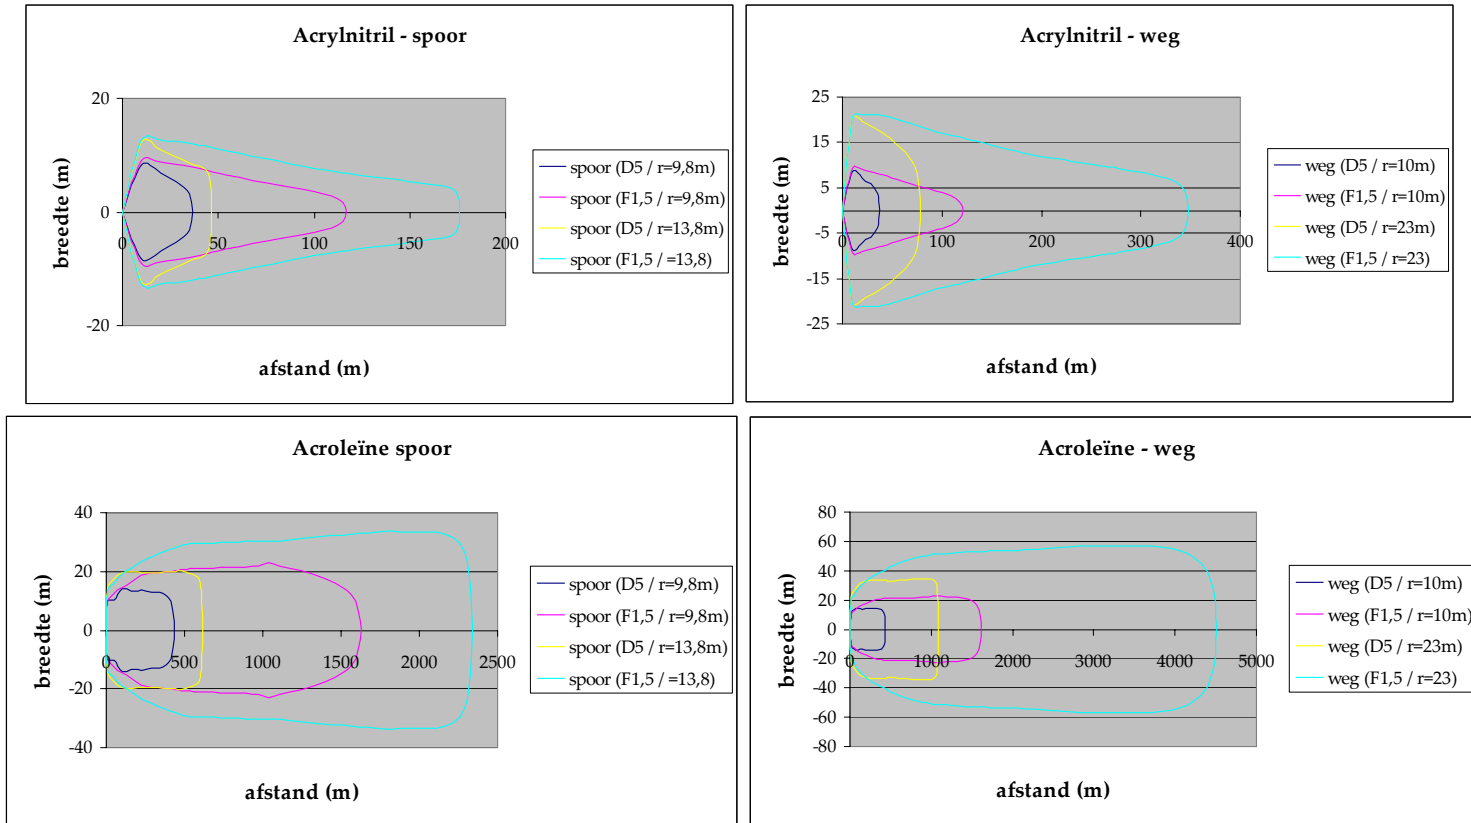 Acrylnitril - spoor
20
0
-20
0
50
100
150
200
breedte (m)
afstand (m)
spoor (D5 / r=9,8m)
spoor (F1,5 / r=9,8m)
spoor (D5 / r=13,8m)
spoor (F1,5 / =13,8)
Acrylnitril - weg
25
15
5
-5
-15
-25
0
100
200
300
400
breedte (m)
afstand (m)
weg (D5 / r=10m)
weg (F1,5 / r=10m)
weg (D5 / r=23m)
weg (F1,5 / r=23)
Acroleïne spoor
40
20
0
-20
-40
0
500
1000
1500
2000
2500
breedte (m)
afstand (m)
spoor (D5 / r=9,8m)
spoor (F1,5 / r=9,8m)
spoor (D5 / r=13,8m)
spoor (F1,5 / =13,8)
Acroleïne - weg
80
60
40
20
0
-20
-40
-60
-80
0
1000
2000
3000
4000
5000
breedte (m)
afstand (m)
weg (D5 / r=10m)
weg (F1,5 / r=10m)
weg (D5 / r=23m)
weg (F1,5 / r=23)